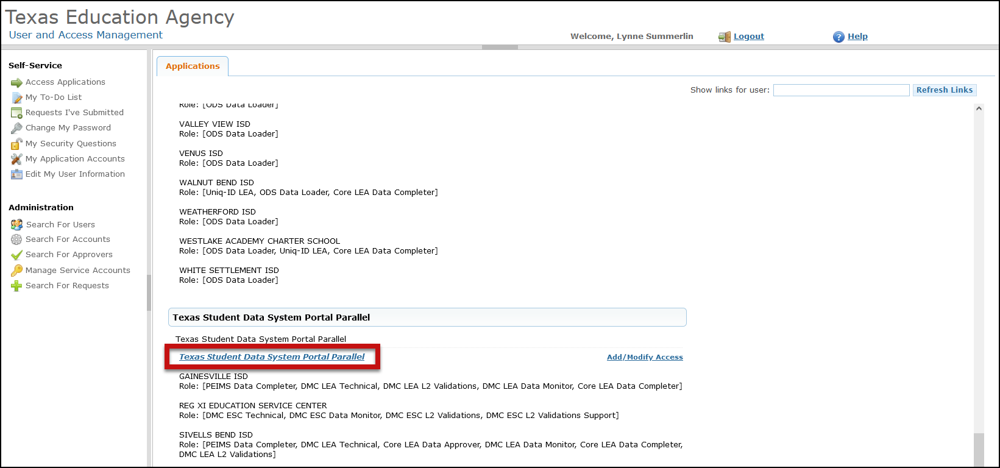 Texas Education Agency
User and Access Management
Welcome, Lynne Summerlin
Logout
Help
Self-Service
Access Applications
My To-Do List
Requests I've Submitted
Change My Password
My Security Questions
My Application Accounts
Edit My User Information
Administration
Search For Users
Search For Accounts
Search For Approvers
Manage Service Accounts
Search For Requests
Applications
Show links for user:
Refresh Links
Role: [ODS Data Loader]
VALLEY VIEW ISD
Role: [ODS Data Loader]
VENUS ISD
Role: [ODS Data Loader]
WALNUT BEND ISD
Role: [Uniq-ID LEA, ODS Data Loader, Core LEA Data Completer]
WEATHERFORD ISD
Role: [ODS Data Loader]
WESTLAKE ACADEMY CHARTER SCHOOL
Role: [ODS Data Loader, Uniq-ID LEA, Core LEA Data Completer]
WHITE SETTLEMENT ISD
Role: [ODS Data Loader]
Texas Student Data System Portal Parallel
Texas Student Data System Portal Parallel
Texas Student Data System Portal Parallel
Add/Modify Access
GAINESVILLE ISD
Role: [PEIMS Data Completer, DMC LEA Technical, DMC LEA L2 Validations, DMC LEA Data Monitor, Core LEA Data Completer]
REG XI EDUCATION SERVICE CENTER
Role: [DMC ESC Technical, DMC ESC Data Monitor, DMC ESC L2 Validations, DMC ESC L2 Validations Support]
SIVELLS BEND ISD
Role: [PEIMS Data Completer, DMC LEA Technical, Core LEA Data Approver, DMC LEA Data Monitor, Core LEA Data Completer,
DMC LEA L2 Validations]